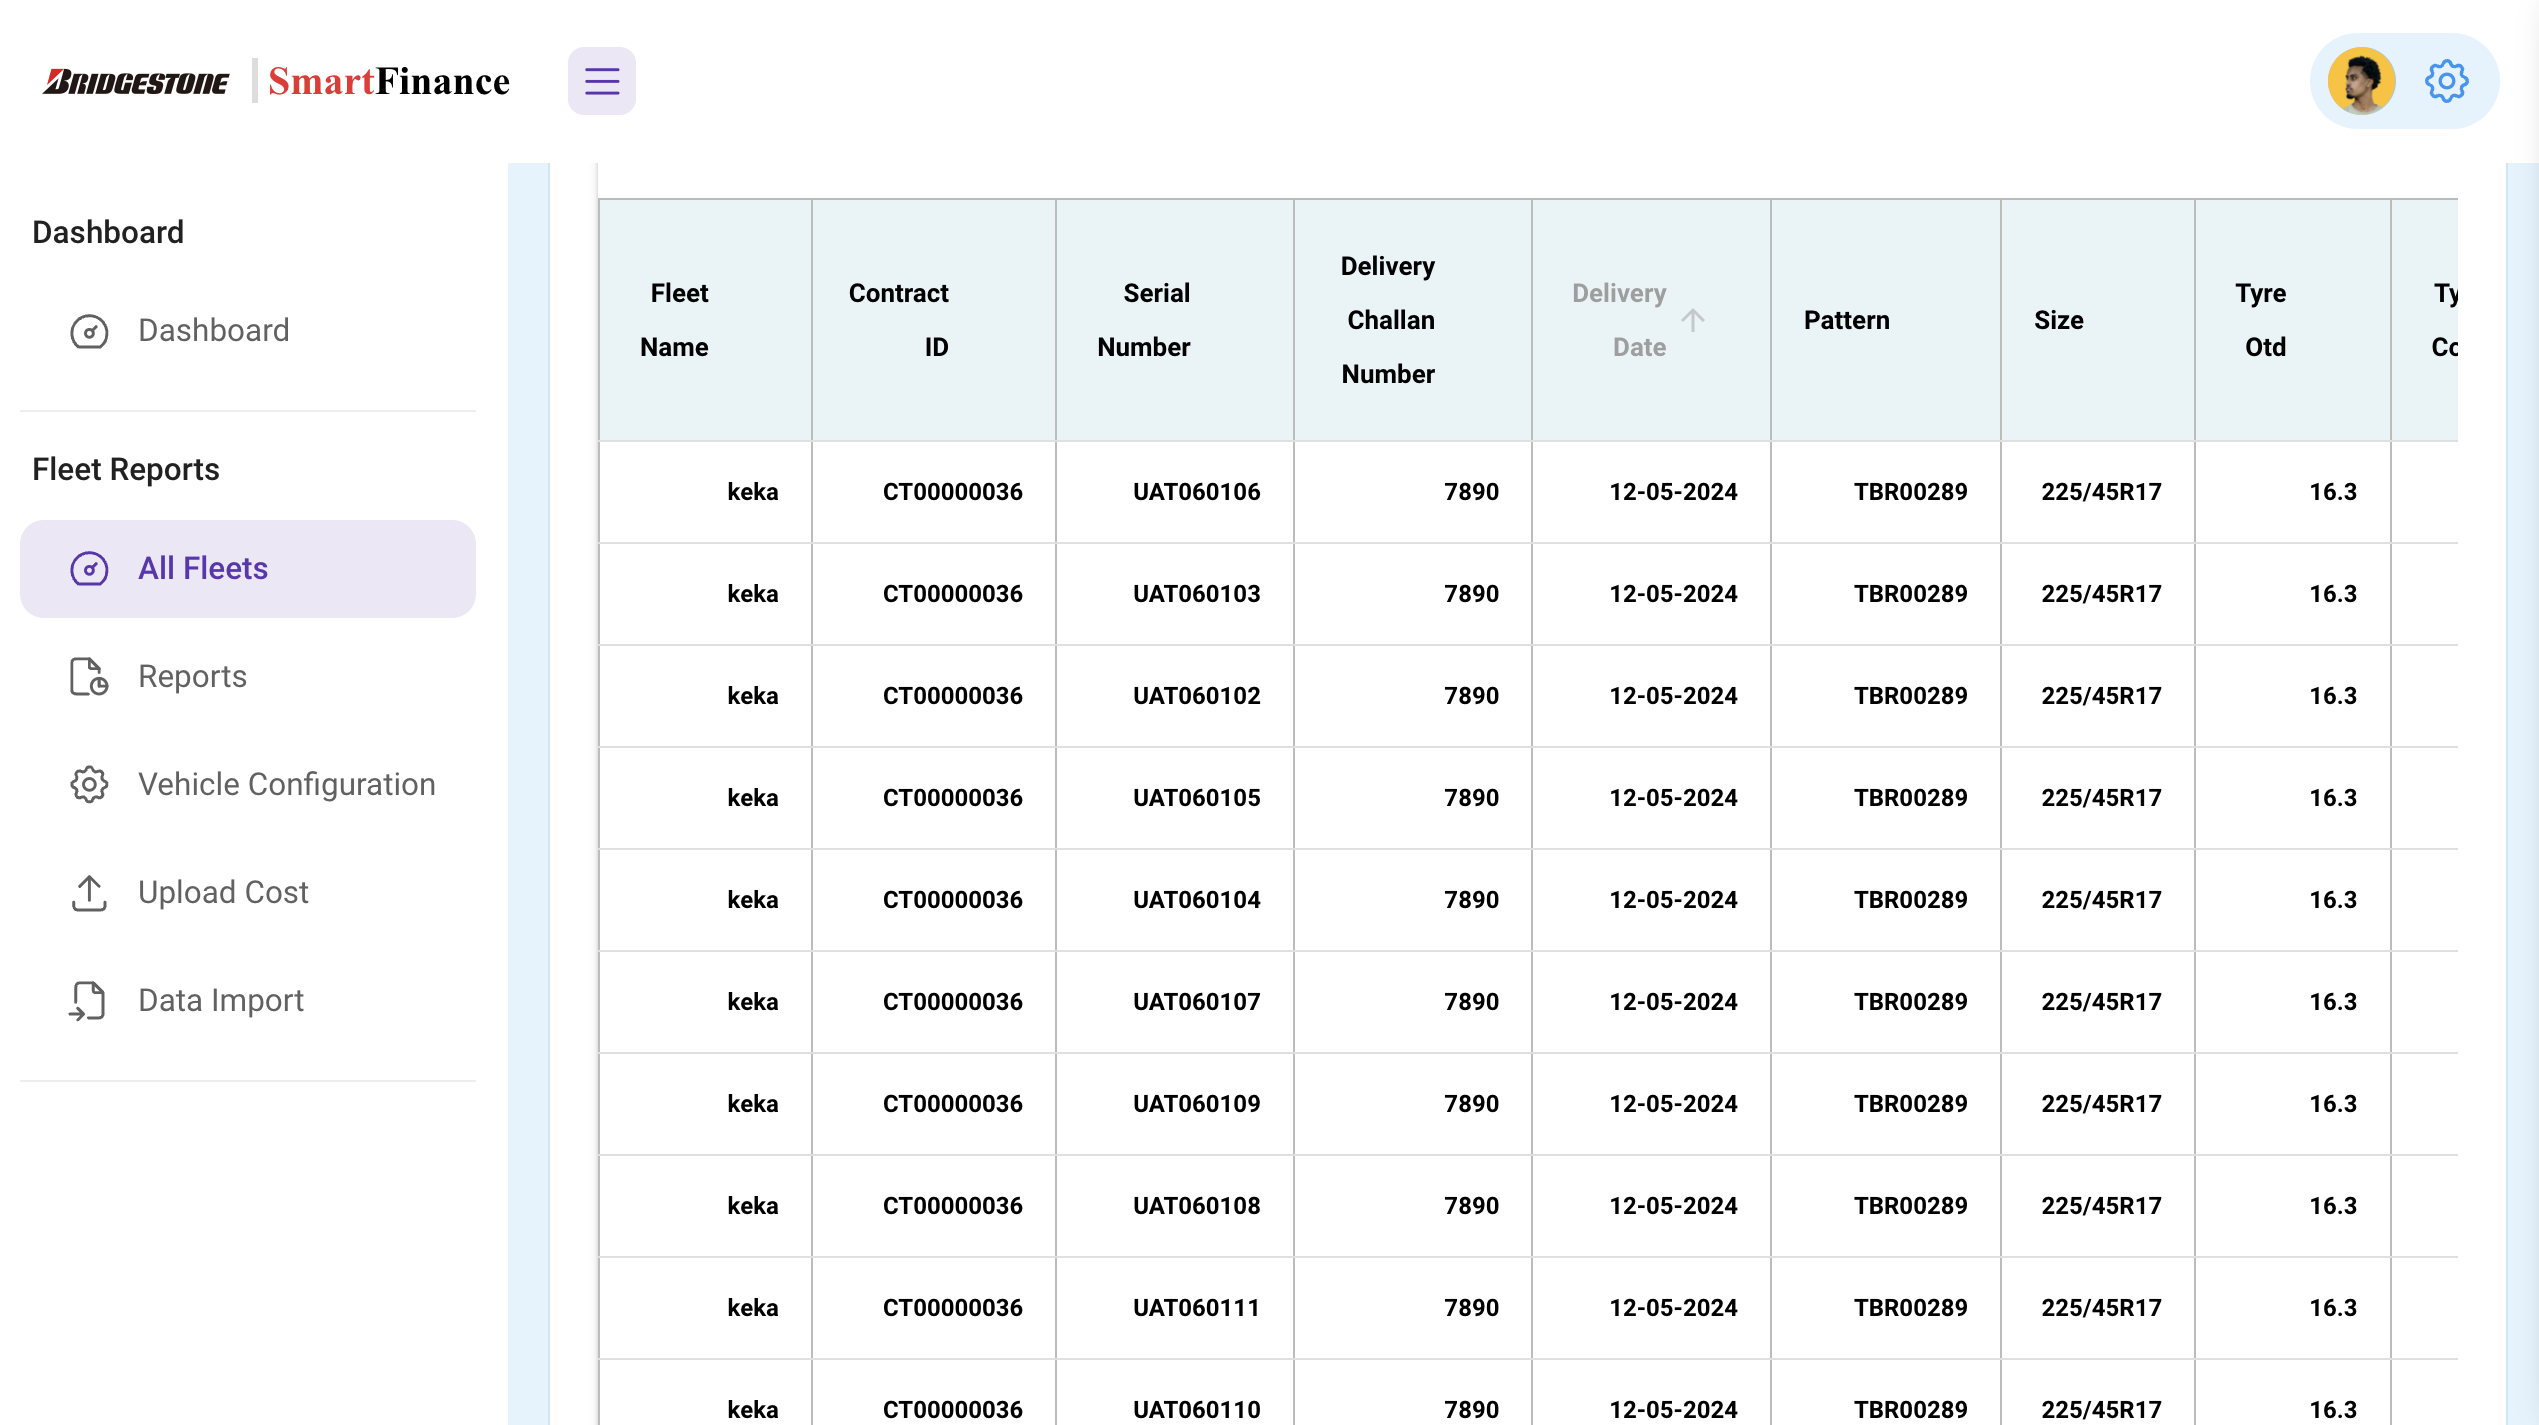 BRIDGESTONE
SmartFinance
Dashboard
Dashboard
Fleet Reports
All Fleets
Reports
Vehicle Configuration
Upload Cost
Data Import
Fleet Name
Contract ID
Serial Number
Delivery Challan Number
Delivery Date
Pattern
Size
Tyre Otd
keka CT00000036 UAT060106 7890 12-05-2024 TBR00289 225/45R17 16.3
keka CT00000036 UAT060103 7890 12-05-2024 TBR00289 225/45R17 16.3
keka CT00000036 UAT060102 7890 12-05-2024 TBR00289 225/45R17 16.3
keka CT00000036 UAT060105 7890 12-05-2024 TBR00289 225/45R17 16.3
keka CT00000036 UAT060104 7890 12-05-2024 TBR00289 225/45R17 16.3
keka CT00000036 UAT060107 7890 12-05-2024 TBR00289 225/45R17 16.3
keka CT00000036 UAT060109 7890 12-05-2024 TBR00289 225/45R17 16.3
keka CT00000036 UAT060108 7890 12-05-2024 TBR00289 225/45R17 16.3
keka CT00000036 UAT060111 7890 12-05-2024 TBR00289 225/45R17 16.3
keka CT00000036 UAT060110 7890 12-05-2024 TBR00289 225/45R17 16.3